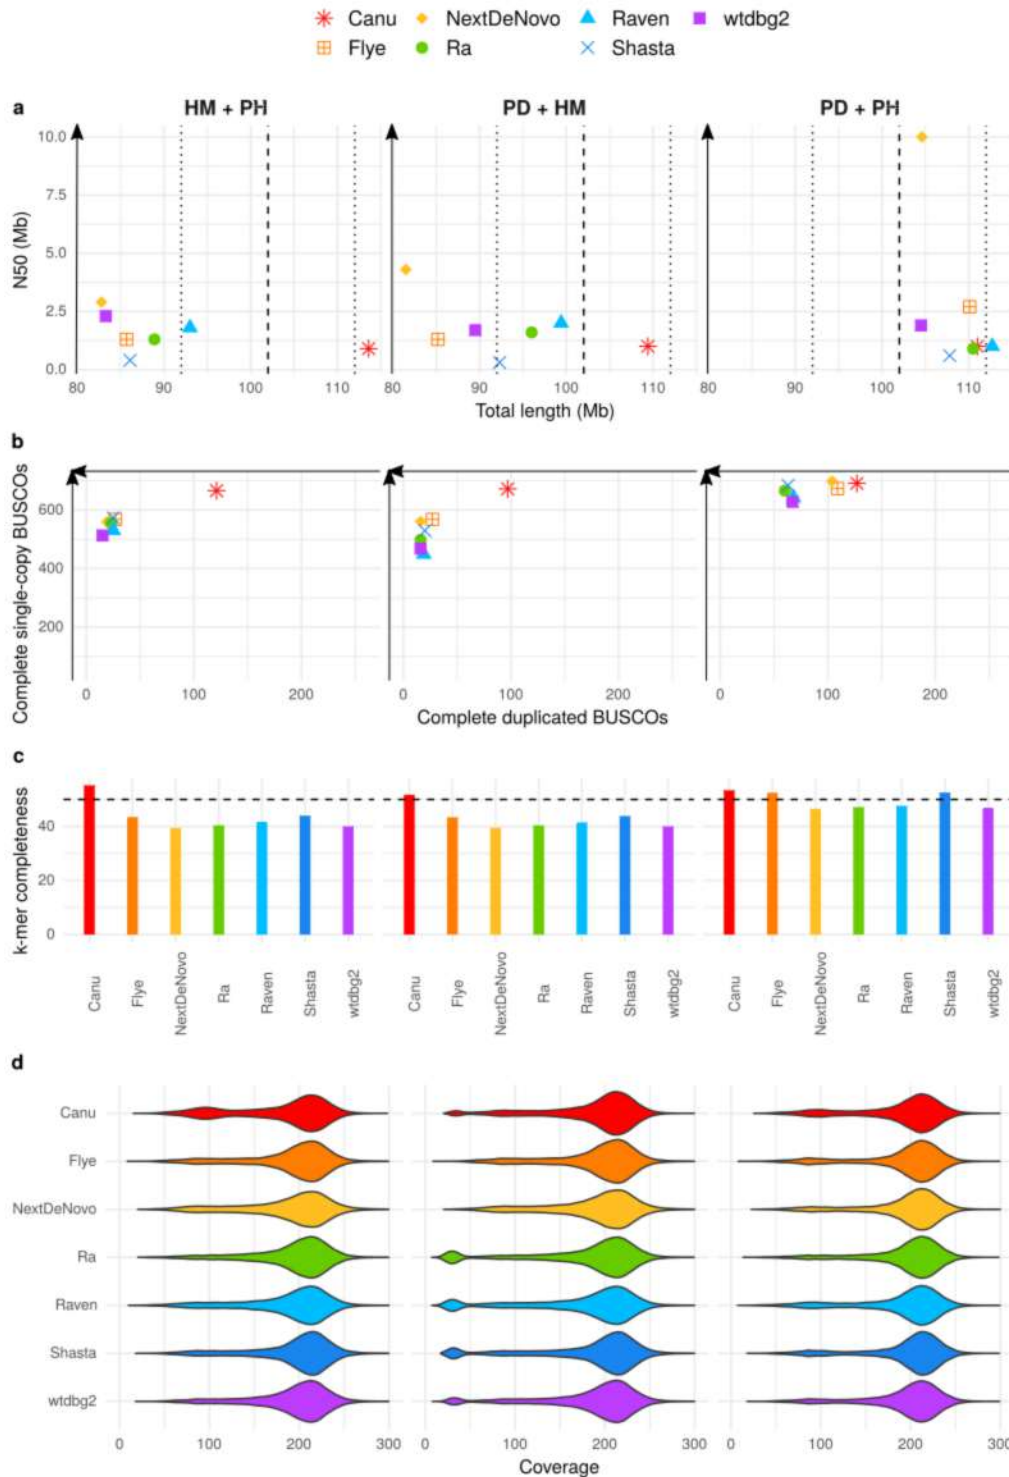 Canu NextDeNovo Raven wtdbg2
Flye Ra Shasta
a
HM + PH PD + HM PD + PH
N50 (Mb)
10.0
7.5
5.0
2.5
0.0
80 90 100 110 80 90 100 110 80 90 100 110
Total length (Mb)
b
Complete single-copy BUSCOs
600
400
200
0 100 200 0 100 200 0 100 200
Complete duplicated BUSCOs
c
k-mer completeness
40
20
0
Canu Flye NextDeNovo Ra Raven Shasta wtdbg2 Canu Flye NextDeNovo Ra Raven Shasta wtdbg2 Canu Flye NextDeNovo Ra Raven Shasta wtdbg2
d
Canu
Flye
NextDeNovo
Ra
Raven
Shasta
wtdbg2
0 100 200 300 0 100 200 300 0 100 200 300
Coverage